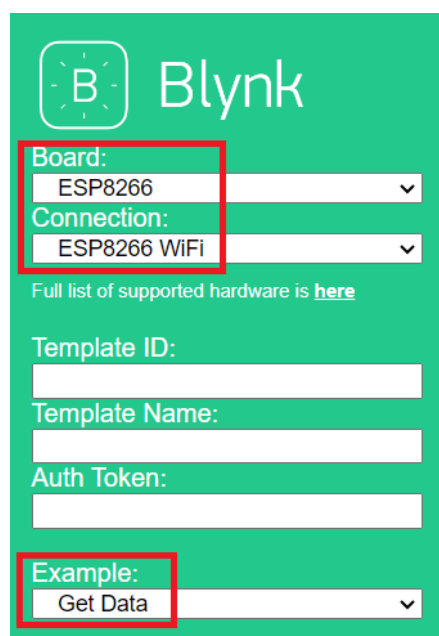 B Blynk
Board:
ESP8266
Connection:
ESP8266 WiFi
Full list of supported hardware is here
Template ID:
Template Name:
Auth Token:
Example:
Get Data